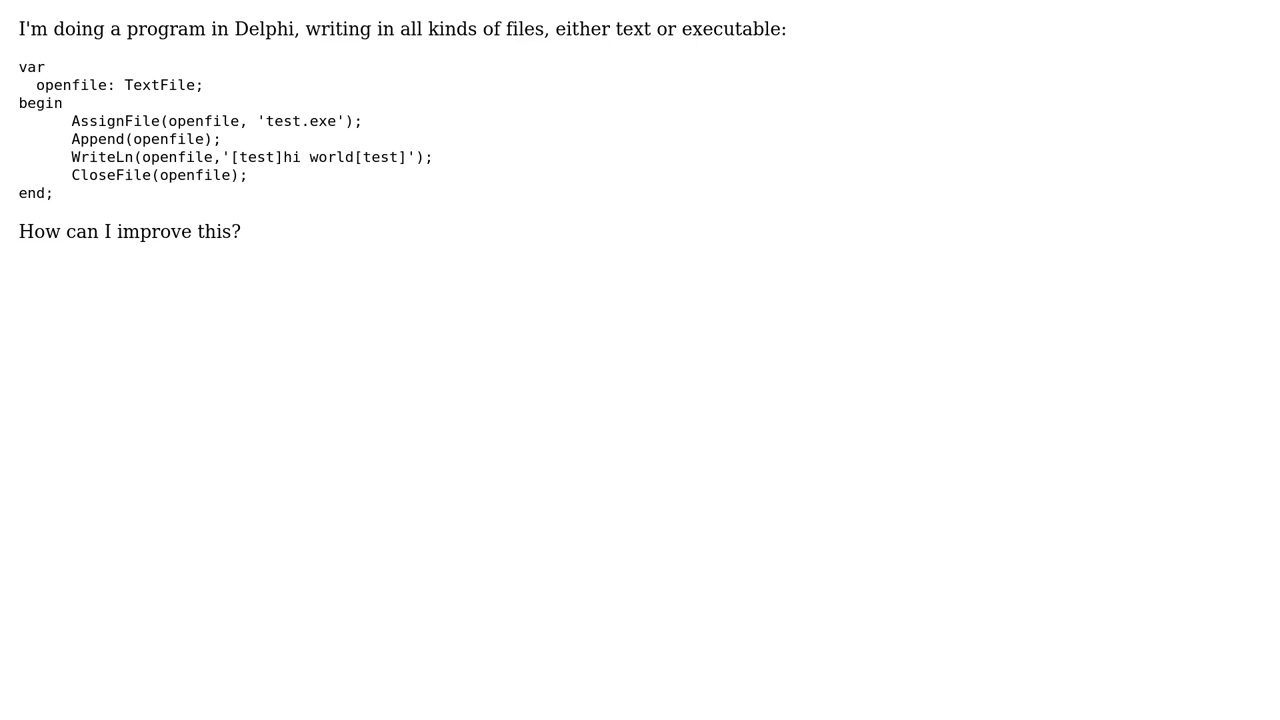 I'm doing a program in Delphi, writing in all kinds of files, either text or executable:
var
  openfile: TextFile;
begin
      AssignFile(openfile, 'test.exe');
      Append(openfile);
      WriteLn(openfile,'[test]hi world[test]');
      CloseFile(openfile);
end;
How can I improve this?